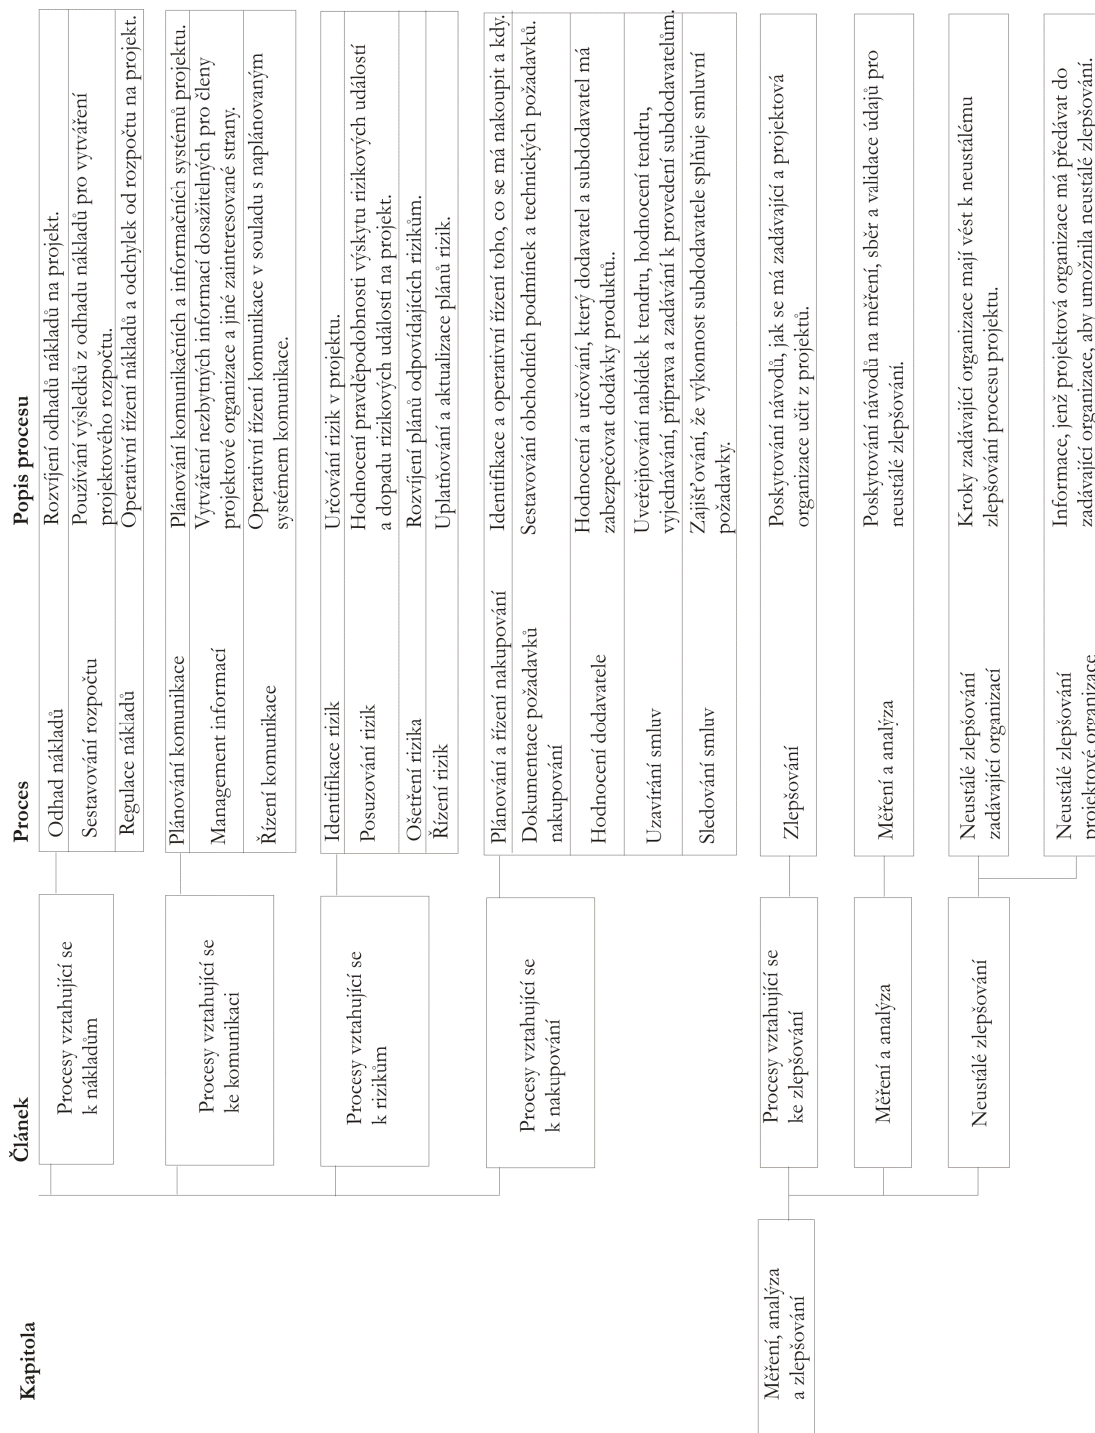 Kapitola
Článek
Proces
Popis procesu
Procesy vztahující se
k nákladům
Odhad nákladů
Rozvíjení odhadů nákladů na projekt.
Sestavování rozpočtu
Používání výsledků z odhadu nákladů pro vytváření
projektového rozpočtu.
Regulace nákladů
Operativní řízení nákladů a odchylek od rozpočtu na projekt.
Procesy vztahující se
ke komunikaci
Plánování komunikace
Plánování komunikačních a informačních systémů projektu.
Management informací
Vytváření nezbytných informací dosažitelných pro členy
projektové organizace a jiné zainteresované strany.
Řízení komunikace
Operativní řízení komunikace v souladu s naplánovaným
systémem komunikace.
Procesy vztahující se
k rizikům
Identifikace rizik
Určování rizik v projektu.
Posuzování rizik
Hodnocení pravděpodobnosti výskytu rizikových událostí
a dopadu rizikových událostí na projekt.
Ošetření rizika
Rozvíjení plánů odpovídajících rizikům.
Řízení rizik
Uplatňování a aktualizace plánů rizik.
Procesy vztahující se
k nakupování
Plánování a řízení nakupování
Identifikace a operativní řízení toho, co se má nakoupit a kdy.
Dokumentace požadavků
nakupování
Sestavování obchodních podmínek a technických požadavků.
Hodnocení dodavatele
Hodnocení a určování, který dodavatel a subdodavatel má
zabezpečovat dodávky produktů..
Uzavírání smluv
Uveřejňování nabídek k tendru, hodnocení tendru,
vyjednávání, příprava a zadávání k provedení subdodavatelům.
Sledování smluv
Zajišťování, že výkonnost subdodavatele splňuje smluvní
požadavky.
Měření, analýza
a zlepšování
Procesy vztahující se
ke zlepšování
Zlepšování
Poskytování návodů, jak se má zadávající a projektová
organizace učit z projektů.
Měření a analýza
Měření a analýza
Poskytování návodů na měření, sběr a validace údajů pro
neustálé zlepšování.
Neustálé zlepšování
Neustálé zlepšování
zadávající organizací
Kroky zadávající organizace mají vést k neustálému
zlepšování procesu projektu.
Neustálé zlepšování
projektové organizace
Informace, jenž projektová organizace má předávat do
zadávající organizace, aby umožnila neustálé zlepšování.